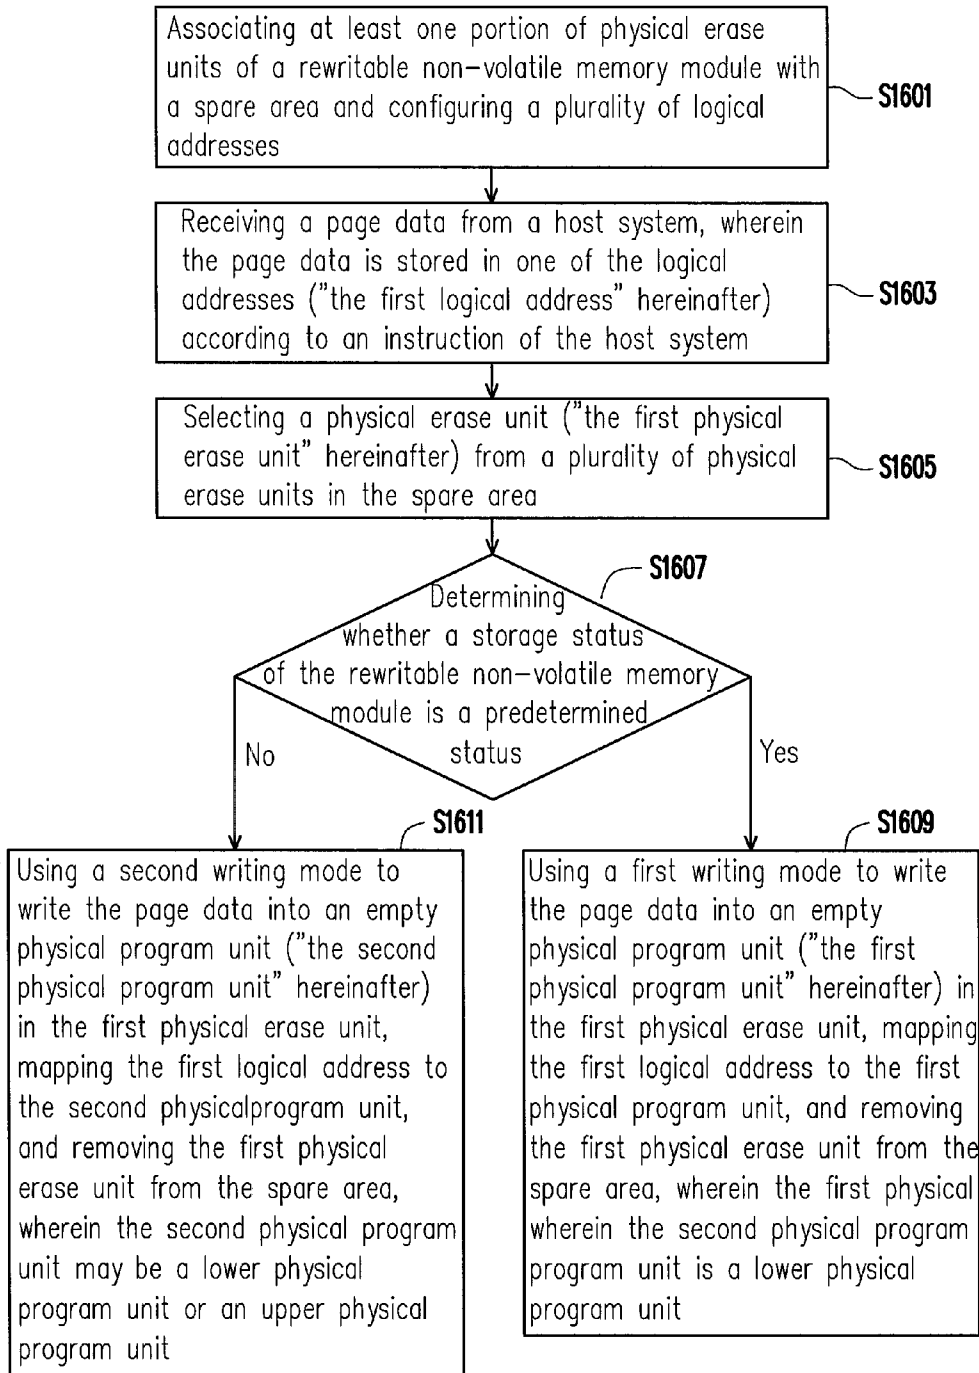 Associating at least one portion of physical erase
units of a rewritable non-volatile memory module with
a spare area and configuring a plurality of logical
addresses
S1601
Receiving a page data from a host system, wherein
the page data is stored in one of the logical
addresses ("the first logical address" hereinafter)
according to an instruction of the host system
S1603
Selecting a physical erase unit ("the first physical
erase unit" hereinafter) from a plurality of physical
erase units in the spare area
S1605
S1607
Determining
whether a storage status
of the rewritable non-volatile memory
module is a predetermined
status
No
Yes
S1611
Using a second writing mode to
write the page data into an empty
physical program unit ("the second
physical program unit" hereinafter)
in the first physical erase unit,
mapping the first logical address to
the second physicalprogram unit,
and removing the first physical
erase unit from the spare area,
wherein the second physical program
unit may be a lower physical
program unit or an upper physical
program unit
S1609
Using a first writing mode to write
the page data into an empty
physical program unit ("the first
physical program unit" hereinafter) in
the first physical erase unit, mapping
the first logical address to the first
physical program unit, and removing
the first physical erase unit from the
spare area, wherein the first physical
wherein the second physical program
program unit is a lower physical
program unit